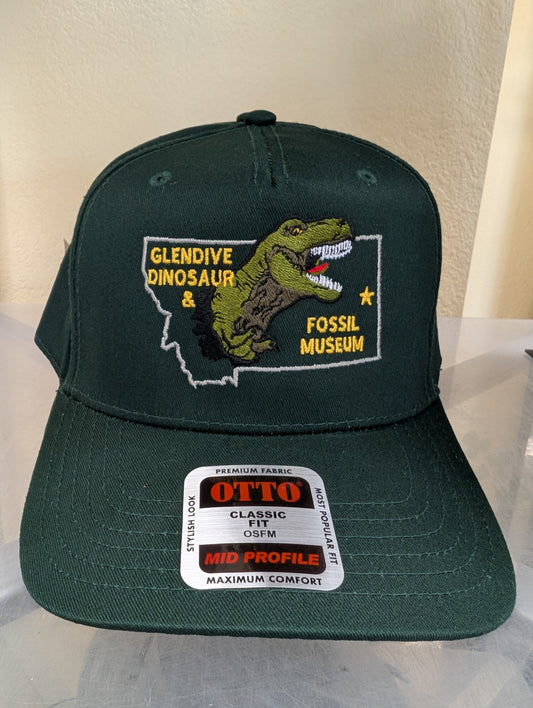 GLENDIVE
DINOSAUR
&
FOSSIL
MUSEUM
PREMIUM FABRIC
STYLISH LOOK
OTTO
CLASSIC
FIT
OSFM
MID PROFILE
MOST POPULAR FIT
MAXIMUM COMFORT